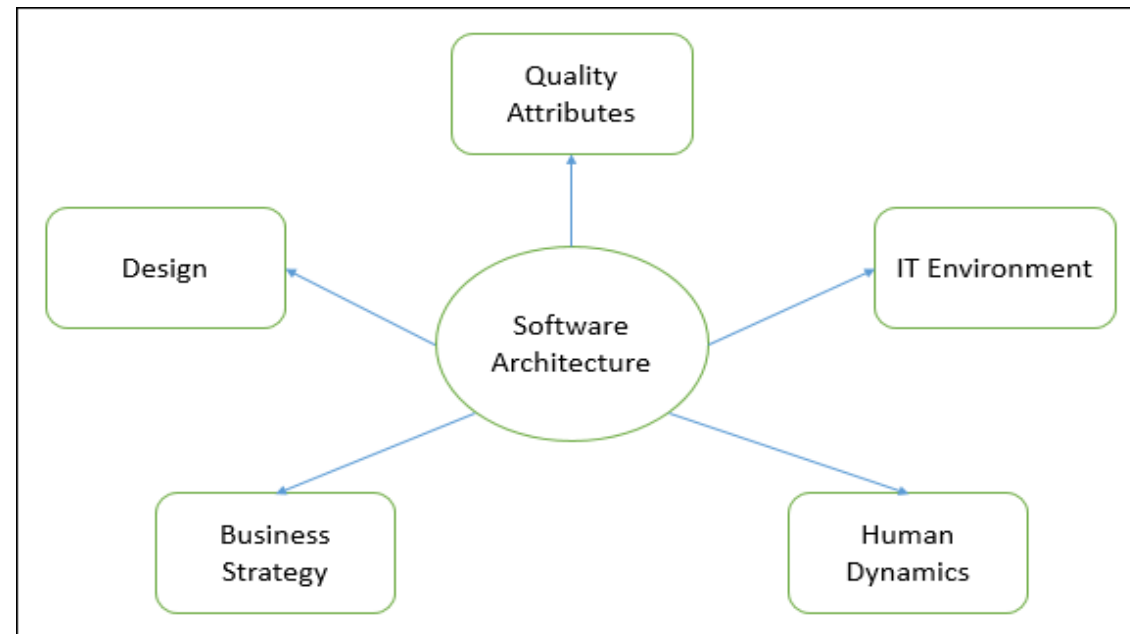 Quality
Attributes
Design
IT Environment
Software
Architecture
Business
Strategy
Human
Dynamics